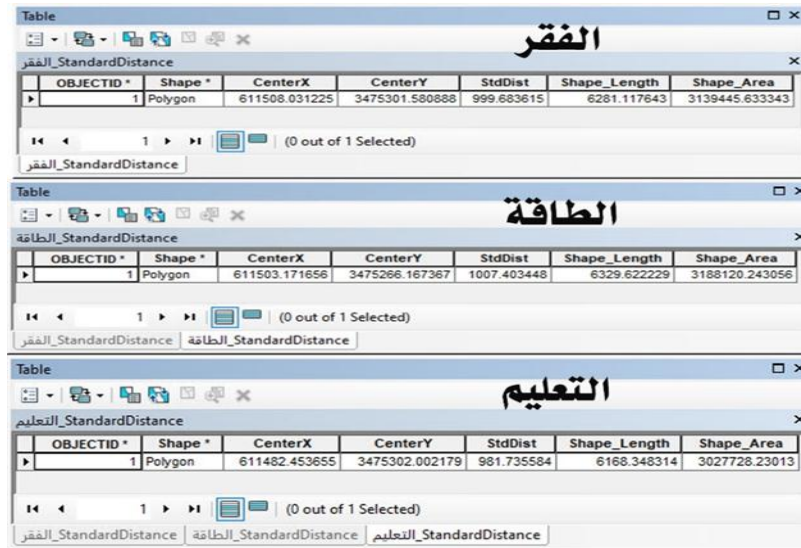 Table
الفقر
الفقر_StandardDistance
OBJECTID * Shape * CenterX CenterY StdDist Shape_Length Shape_Area
1 Polygon 611508.031225 3475301.580888 999.683615 6281.117643 3139445.633343
1 (0 out of 1 Selected)
الفقر_StandardDistance
Table
الطاقة
الطاقة_StandardDistance
OBJECTID * Shape * CenterX CenterY StdDist Shape_Length Shape_Area
1 Polygon 611503.171656 3475266.167367 1007.403448 6329.622229 3188120.243056
1 (0 out of 1 Selected)
الفقر_StandardDistance الطاقة_StandardDistance
Table
التعليم
التعليم_StandardDistance
OBJECTID * Shape * CenterX CenterY StdDist Shape_Length Shape_Area
1 Polygon 611482.453655 3475302.002179 981.735584 6168.348314 3027728.23013
1 (0 out of 1 Selected)
الفقر_StandardDistance الطاقة_StandardDistance التعليم_StandardDistance